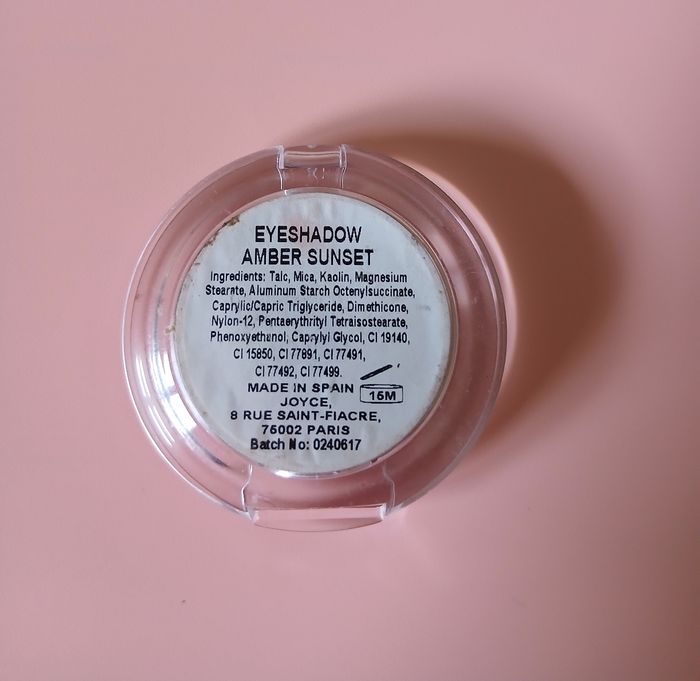 EYESHADOW
AMBER SUNSET
Ingredients: Talc, Mica, Kaolin, Magnesium
Stearate, Aluminum Starch Octenylsuccinate,
Caprylic/Capric Triglyceride, Dimethicone,
Nylon-12, Pentaerythrityl Tetraisostearate,
Phenoxyethanol, Caprylyl Glycol, CI 19140,
CI 15850, CI 77891, CI 77491,
CI 77492, CI 77499.
MADE IN SPAIN
16M
JOYCE,
8 RUE SAINT-FIACRE,
75002 PARIS
Batch No: 0240617